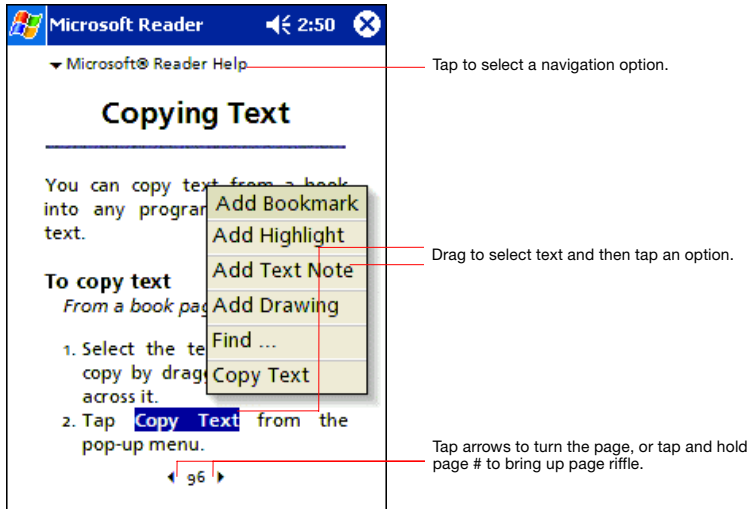 Microsoft Reader 2:50
Microsoft® Reader Help
Tap to select a navigation option.
Copying Text
You can copy text from a book
into any program
text.
To copy text
From a book pag
1. Select the te
copy by dragg
across it.
2. Tap Copy Text from the
pop-up menu.
96
Add Bookmark
Add Highlight
Add Text Note
Add Drawing
Find ...
Copy Text
Drag to select text and then tap an option.
Tap arrows to turn the page, or tap and hold
page # to bring up page riffle.